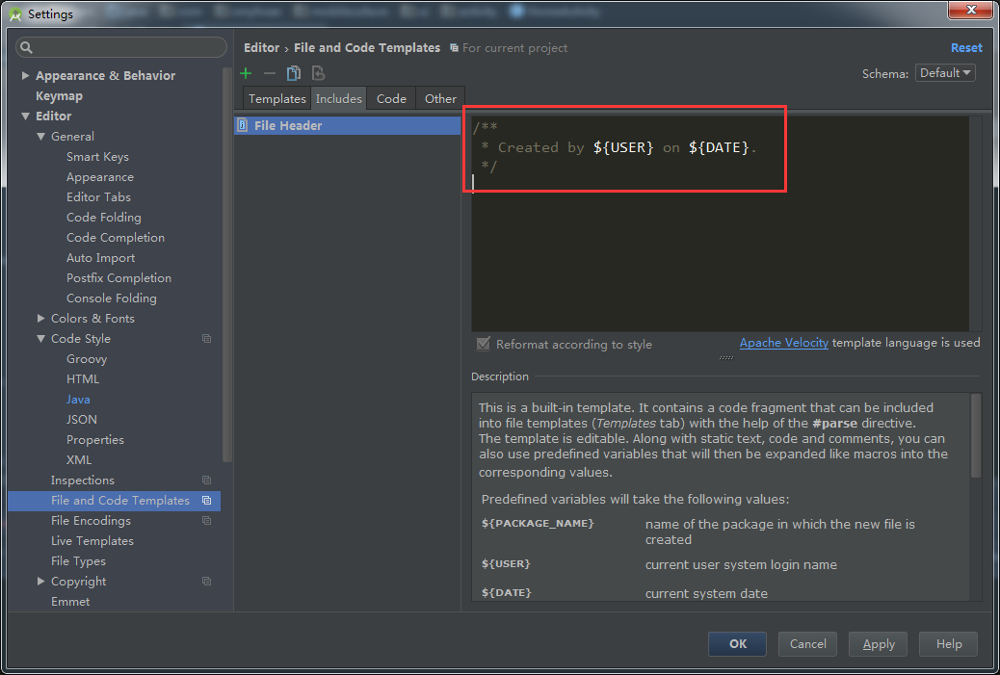 Settings
Editor › File and Code Templates For current project Reset
Schema: Default
Templates Includes Code Other
Appearance & Behavior
Keymap
Editor
General
Smart Keys
Appearance
Editor Tabs
Code Folding
Code Completion
Auto Import
Postfix Completion
Console Folding
Colors & Fonts
Code Style
Groovy
HTML
Java
JSON
Properties
XML
Inspections
File and Code Templates
File Encodings
Live Templates
File Types
Copyright
Emmet
File Header
/**
* Created by ${USER} on ${DATE}.
*/
Reformat according to style
Apache Velocity template language is used
Description
This is a built-in template. It contains a code fragment that can be included
into file templates (Templates tab) with the help of the #parse directive.
The template is editable. Along with static text, code and comments, you can
also use predefined variables that will then be expanded like macros into the
corresponding values.
Predefined variables will take the following values:
${PACKAGE_NAME} name of the package in which the new file is
created
${USER} current user system login name
${DATE} current system date
OK Cancel Apply Help